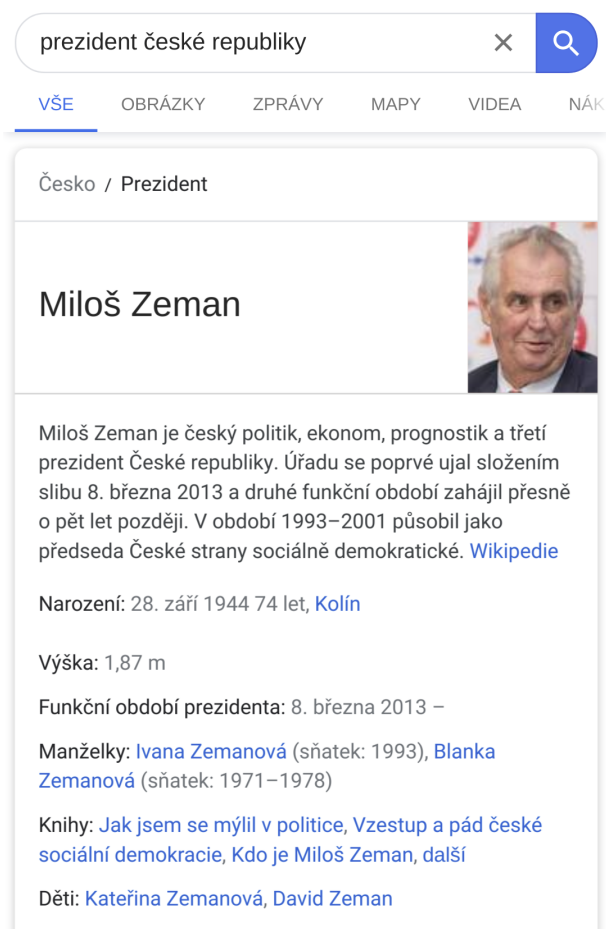 prezident české republiky
VŠE OBRÁZKY ZPRÁVY MAPY VIDEA NÁK
Česko / Prezident
Miloš Zeman
Miloš Zeman je český politik, ekonom, prognostik a třetí
prezident České republiky. Úřadu se poprvé ujal složením
slibu 8. března 2013 a druhé funkční období zahájil přesně
o pět let později. V období 1993–2001 působil jako
předseda České strany sociálně demokratické. Wikipedie
Narození: 28. září 1944 74 let, Kolín
Výška: 1,87 m
Funkční období prezidenta: 8. března 2013 –
Manželky: Ivana Zemanová (sňatek: 1993), Blanka
Zemanová (sňatek: 1971–1978)
Knihy: Jak jsem se mýlil v politice, Vzestup a pád české
sociální demokracie, Kdo je Miloš Zeman, další
Děti: Kateřina Zemanová, David Zeman